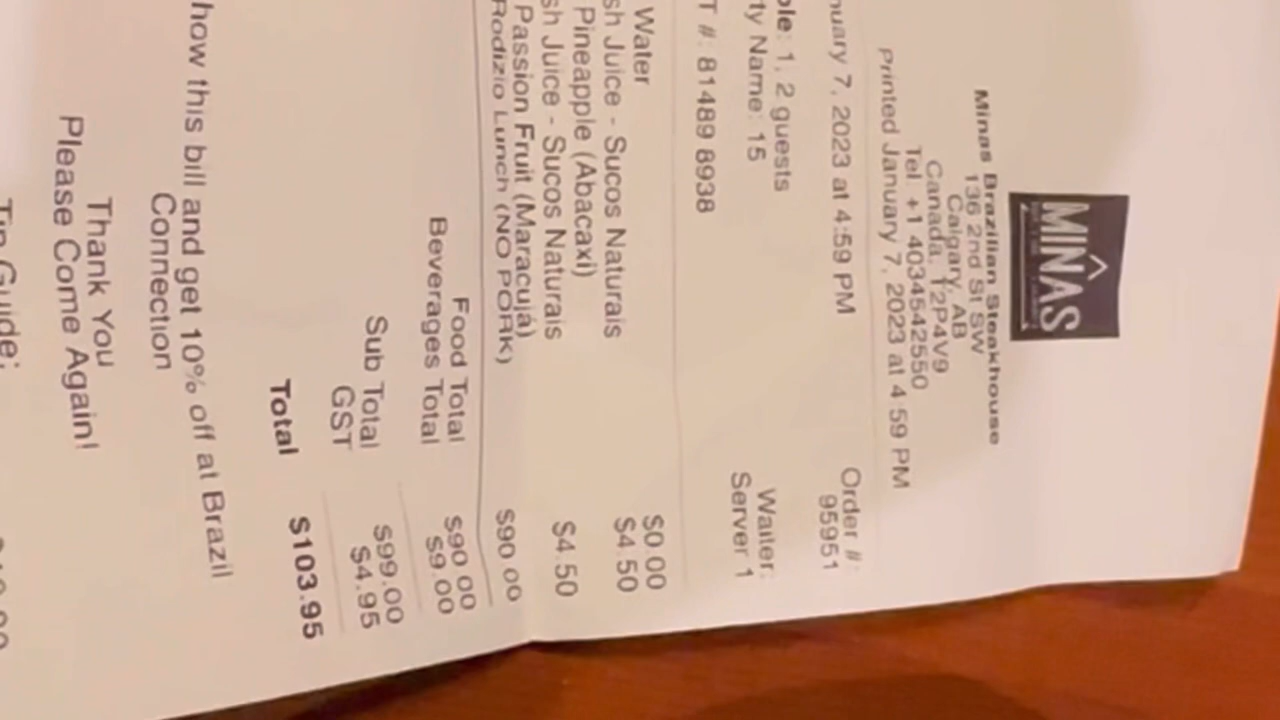 MINAS
Minas Brazilian Steakhouse
136 2nd St SW
Calgary, AB
Canada, T2P4V9
Tel: +1 4034542550
Printed January 7, 2023 at 4:59 PM
nuary 7, 2023 at 4:59 PM Order #:
95951
ble: 1, 2 guests Waiter:
ty Name: 15 Server 1
T #: 81489 8938
Water $0.00
sh Juice - Sucos Naturais $4.50
Pineapple (Abacaxi)
sh Juice - Sucos Naturais $4.50
Passion Fruit (Maracujá)
Rodizio Lunch (NO PORK) $90.00
Food Total $90.00
Beverages Total $9.00
Sub Total $99.00
GST $4.95
Total $103.95
how this bill and get 10% off at Brazil
Connection
Thank You
Please Come Again!
Tip Guide: